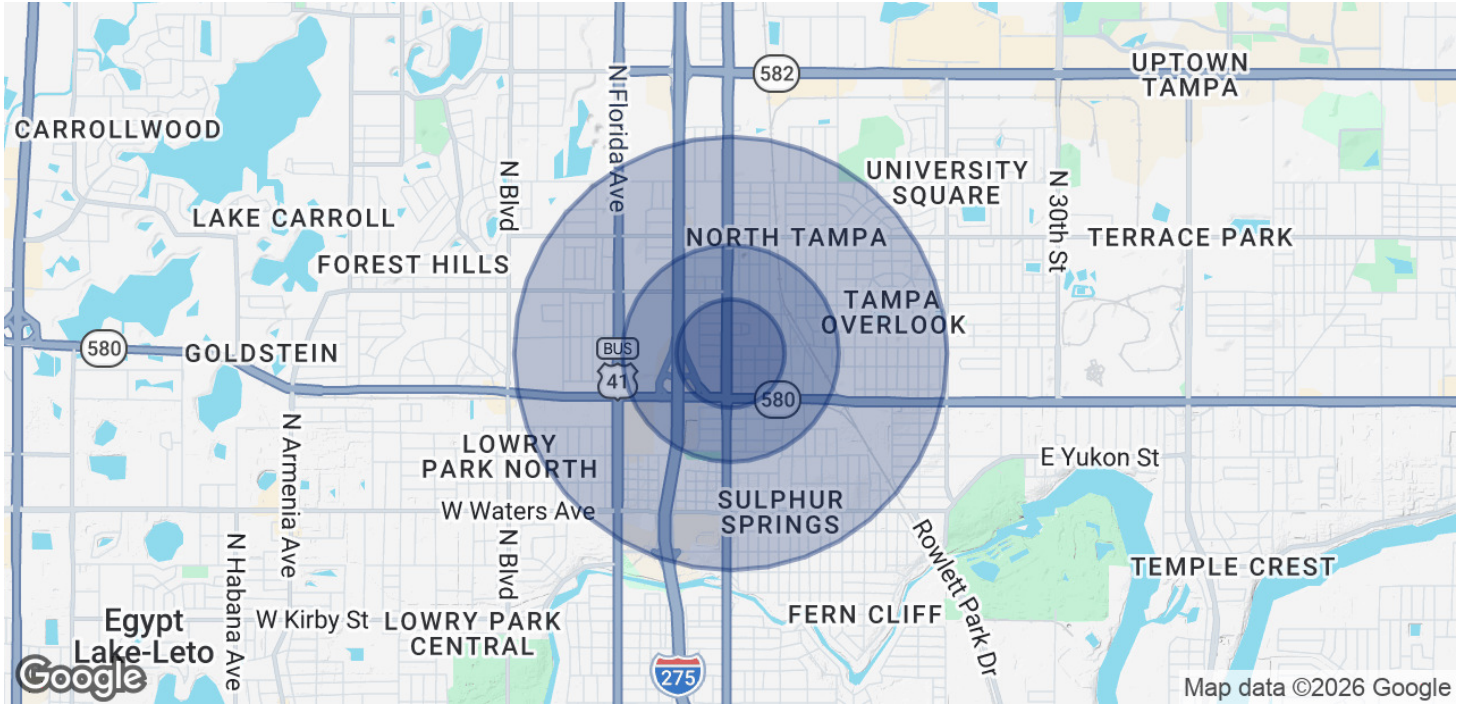 582
UPTOWN
TAMPA
CARROLLWOOD
N Florida Ave
UNIVERSITY
SQUARE
N Blvd
N 30th St
LAKE CARROLL
NORTH TAMPA
TERRACE PARK
FOREST HILLS
TAMPA
OVERLOOK
580
GOLDSTEIN
BUS
41
580
N Armenia Ave
LOWRY
PARK NORTH
E Yukon St
W Waters Ave
SULPHUR
SPRINGS
N Habana Ave
N Blvd
Rowlett Park Dr
TEMPLE CREST
Egypt
Lake-Leto
W Kirby St
LOWRY PARK
CENTRAL
FERN CLIFF
275
Google
Map data ©2026 Google